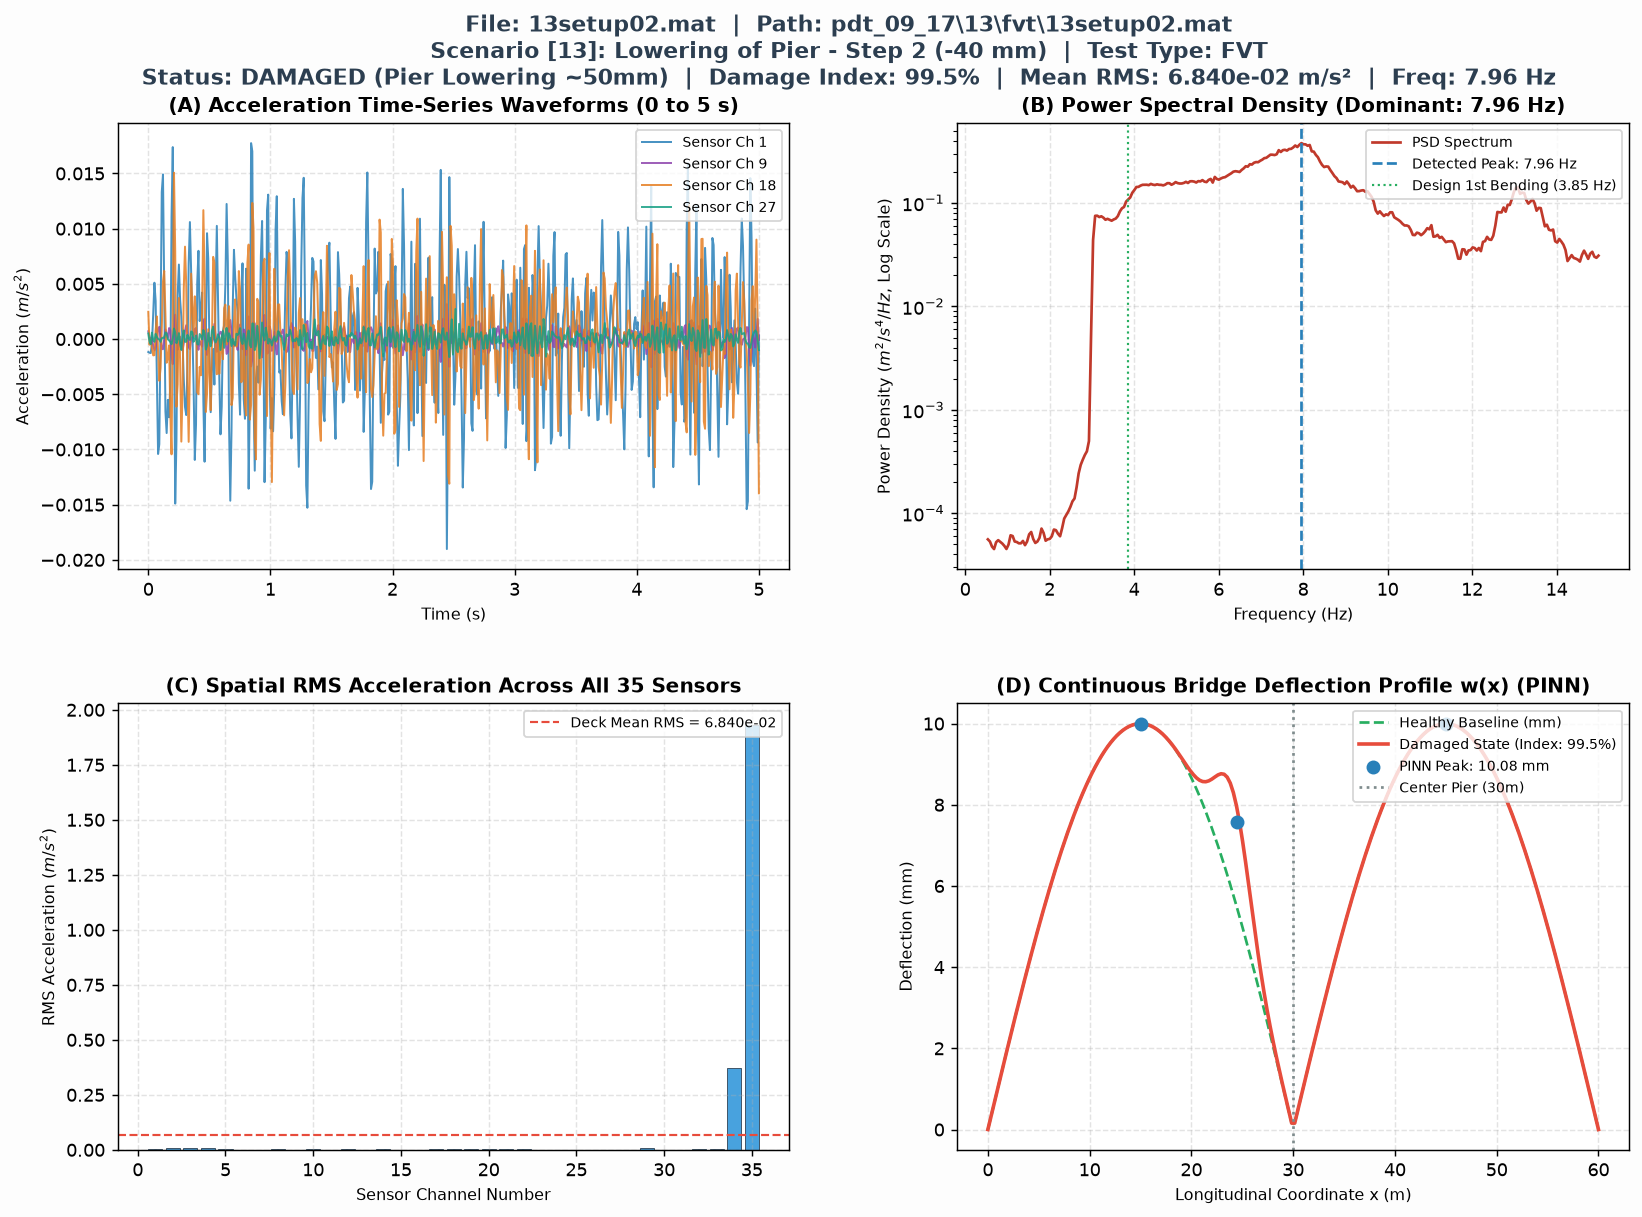 File: 13setup02.mat | Path: pdt_09_17\13\fvt\13setup02.mat
Scenario [13]: Lowering of Pier - Step 2 (-40 mm) | Test Type: FVT
Status: DAMAGED (Pier Lowering ~50mm) | Damage Index: 99.5% | Mean RMS: 6.840e-02 m/s² | Freq: 7.96 Hz
(A) Acceleration Time-Series Waveforms (0 to 5 s)
Acceleration (m/s²)
0.015
0.010
0.005
0.000
−0.005
−0.010
−0.015
−0.020
0 1 2 3 4 5
Time (s)
Sensor Ch 1
Sensor Ch 9
Sensor Ch 18
Sensor Ch 27
(B) Power Spectral Density (Dominant: 7.96 Hz)
Power Density (m²/s⁴/Hz, Log Scale)
10⁻¹
10⁻²
10⁻³
10⁻⁴
0 2 4 6 8 10 12 14
Frequency (Hz)
PSD Spectrum
Detected Peak: 7.96 Hz
Design 1st Bending (3.85 Hz)
(C) Spatial RMS Acceleration Across All 35 Sensors
RMS Acceleration (m/s²)
2.00
1.75
1.50
1.25
1.00
0.75
0.50
0.25
0.00
0 5 10 15 20 25 30 35
Sensor Channel Number
Deck Mean RMS = 6.840e-02
(D) Continuous Bridge Deflection Profile w(x) (PINN)
Deflection (mm)
10
8
6
4
2
0
0 10 20 30 40 50 60
Longitudinal Coordinate x (m)
Healthy Baseline (mm)
Damaged State (Index: 99.5%)
PINN Peak: 10.08 mm
Center Pier (30m)